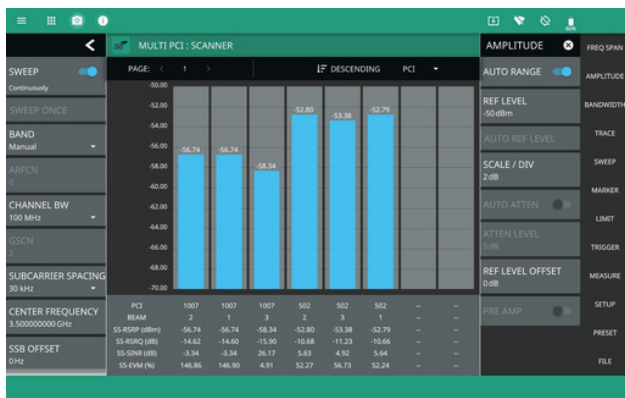 86%
5G
MULTI PCI : SCANNER
SWEEP
Continuously
SWEEP ONCE
BAND
Manual
ARFCN
0
CHANNEL BW
100 MHz
GSCN
2
SUBCARRIER SPACING
30 kHz
CENTER FREQUENCY
3.500000000 GHz
SSB OFFSET
0 Hz
PAGE: < 1 > DESCENDING PCI
-50.00
-52.00
-54.00
-56.00
-58.00
-60.00
-62.00
-64.00
-66.00
-68.00
-70.00
-56.74 -56.74 -58.34 -52.80 -53.38 -52.79
PCI 1007 1007 1007 502 502 502 -- --
BEAM 2 1 3 2 3 1 -- --
SS-RSRP (dBm) -56.74 -56.74 -58.34 -52.80 -53.38 -52.79 -- --
SS-RSRQ (dB) -14.62 -14.60 -15.90 -10.68 -11.23 -10.66 -- --
SS-SINR (dB) -3.34 -3.34 26.17 5.63 4.92 5.64 -- --
SS-EVM (%) 146.86 146.90 4.91 52.27 56.73 52.24 -- --
AMPLITUDE
AUTO RANGE
REF LEVEL
-50 dBm
AUTO REF LEVEL
SCALE / DIV
2 dB
AUTO ATTEN
ATTEN LEVEL
5 dB
REF LEVEL OFFSET
0 dB
PRE AMP
FREQ SPAN
AMPLITUDE
BANDWIDTH
TRACE
SWEEP
MARKER
LIMIT
TRIGGER
MEASURE
SETUP
PRESET
FILE